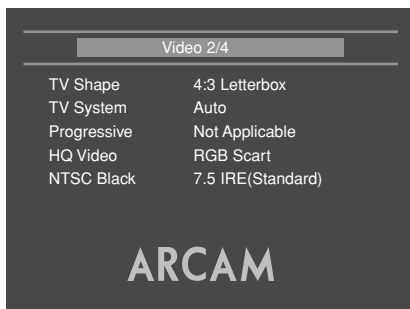 Video 2/4
TV Shape 4:3 Letterbox
TV System Auto
Progressive Not Applicable
HQ Video RGB Scart
NTSC Black 7.5 IRE(Standard)
ARCAM